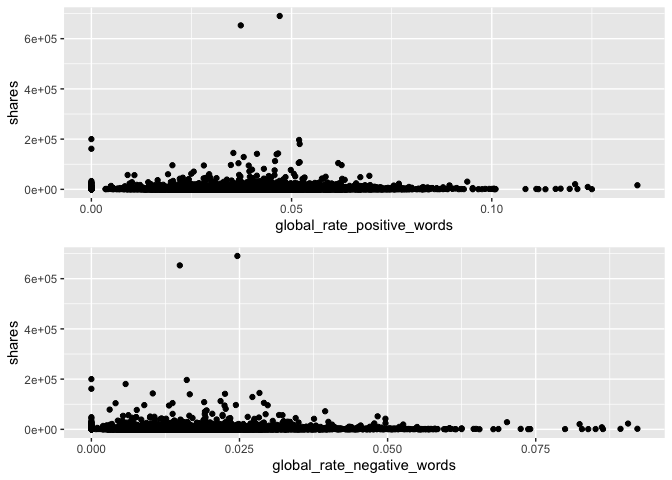 6e+05
4e+05
2e+05
0e+00
shares
0.00
0.05
0.10
global_rate_positive_words
6e+05
4e+05
2e+05
0e+00
shares
0.000
0.025
0.050
0.075
global_rate_negative_words